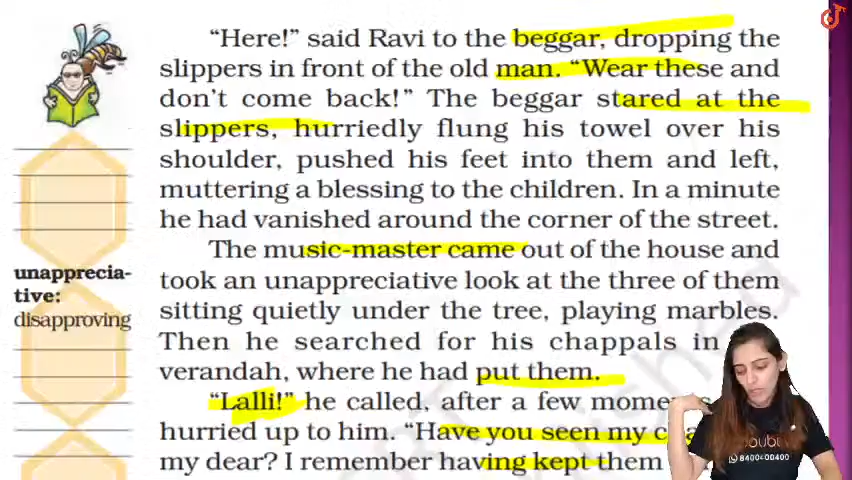 “Here!” said Ravi to the beggar, dropping the
slippers in front of the old man. “Wear these and
don’t come back!” The beggar stared at the
slippers, hurriedly flung his towel over his
shoulder, pushed his feet into them and left,
muttering a blessing to the children. In a minute
he had vanished around the corner of the street.
The music-master came out of the house and
took an unappreciative look at the three of them
sitting quietly under the tree, playing marbles.
Then he searched for his chappals in
verandah, where he had put them.
“Lalli!” he called, after a few
hurried up to him. “Have you seen my
my dear? I remember having kept them
unapprecia-
tive:
disapproving
8400400400